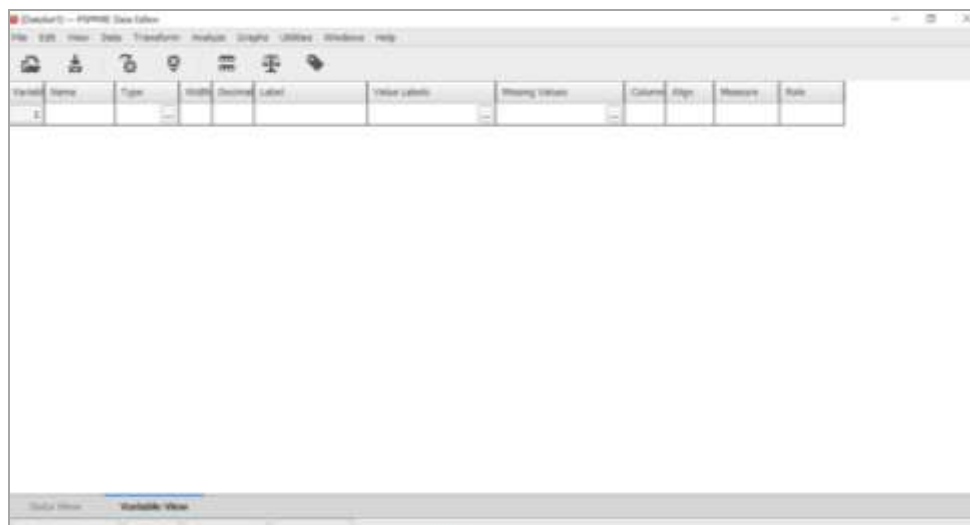 [DataSet1] — PSPPIRE Data Editor
File Edit View Data Transform Analyze Graphs Utilities Windows Help
Variable Name Type Width Decimal Label Value Labels Missing Values Columns Align Measure Role
1
Data View Variable View